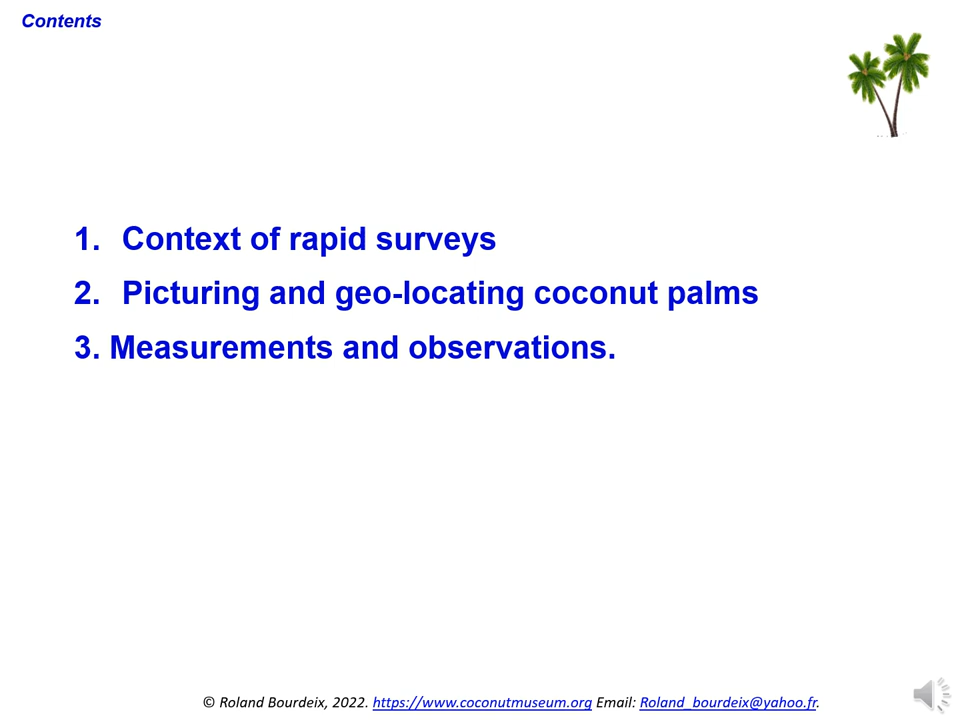 Contents
1. Context of rapid surveys
2. Picturing and geo-locating coconut palms
3. Measurements and observations.
© Roland Bourdeix, 2022. https://www.coconutmuseum.org Email: Roland_bourdeix@yahoo.fr.